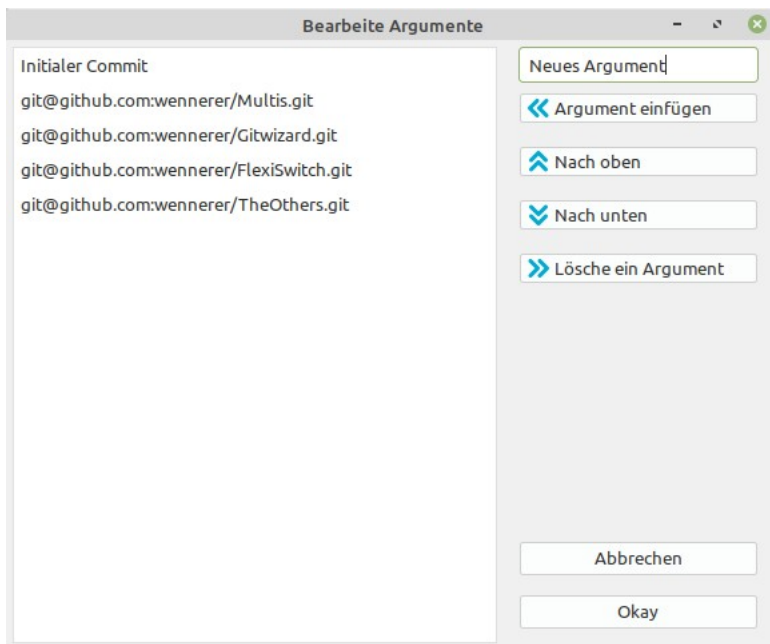 Bearbeite Argumente
Initialer Commit
git@github.com:wennerer/Multis.git
git@github.com:wennerer/Gitwizard.git
git@github.com:wennerer/FlexiSwitch.git
git@github.com:wennerer/TheOthers.git
Neues Argument
Argument einfügen
Nach oben
Nach unten
Lösche ein Argument
Abbrechen
Okay